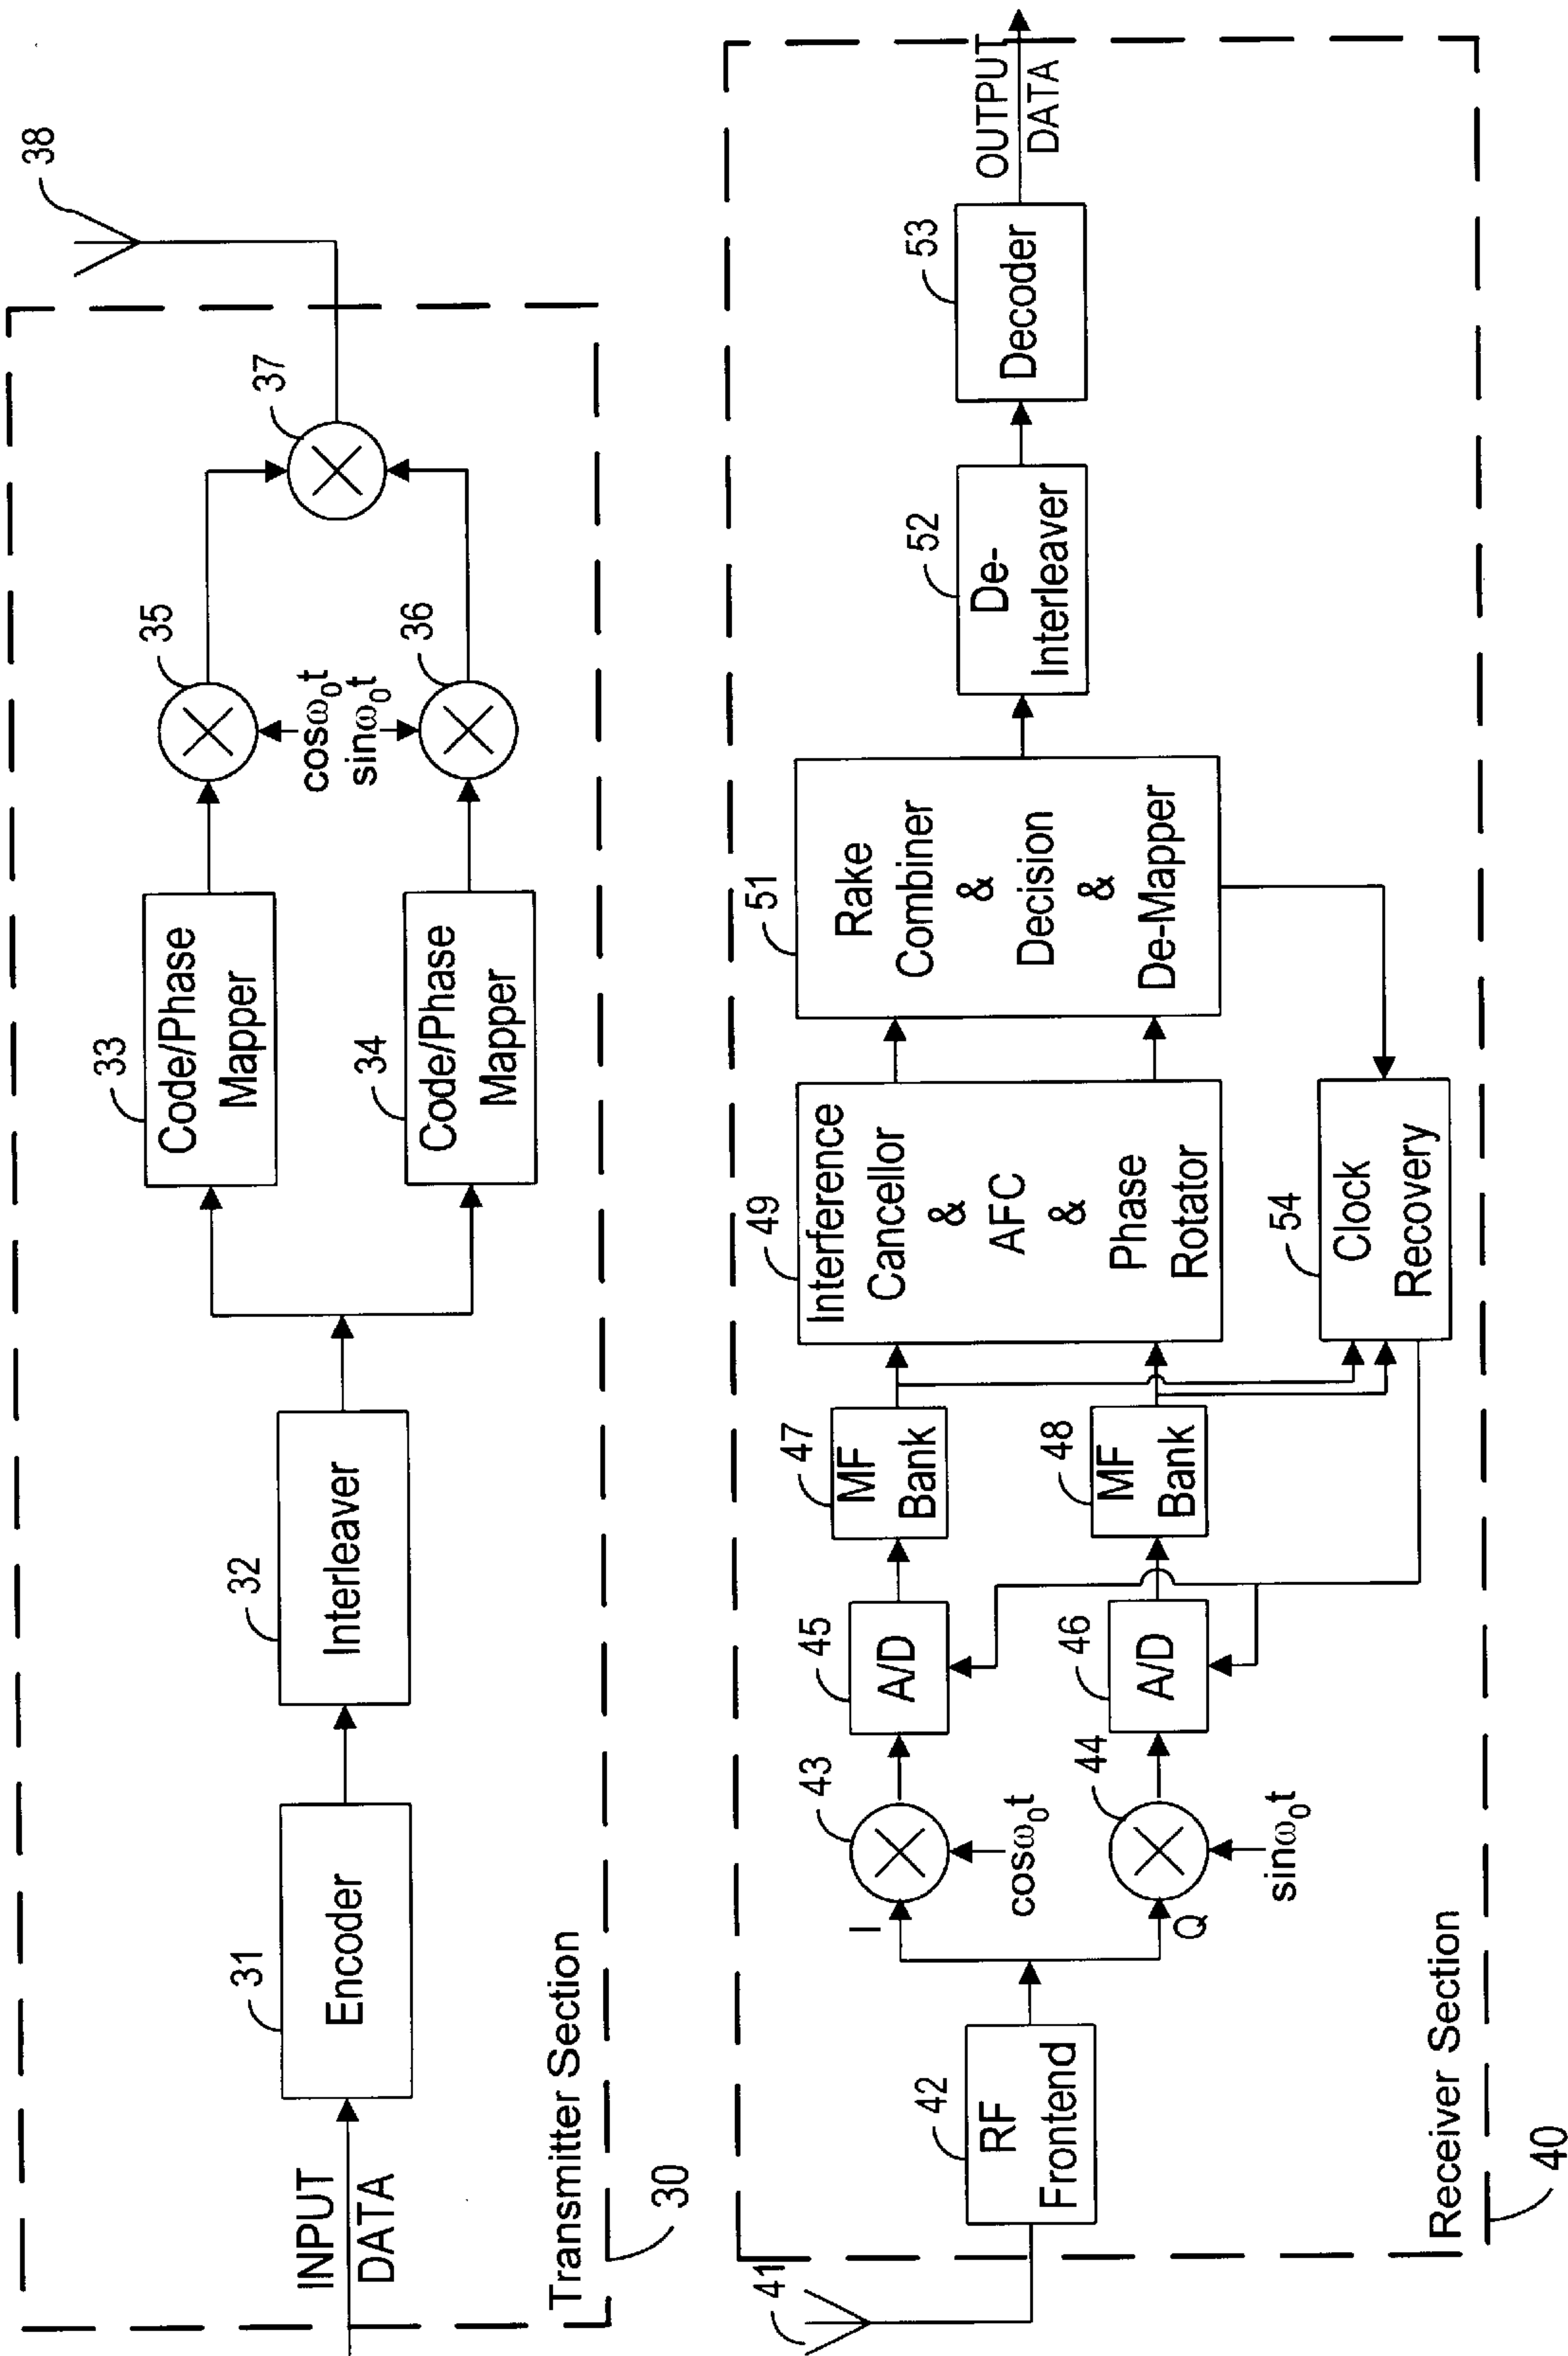 INPUT
DATA
31
Encoder
32
Interleaver
33
Code/Phase
Mapper
34
Code/Phase
Mapper
35
cosω₀t
sinω₀t
36
37
38
Transmitter Section
30
41
42
RF
Frontend
I
Q
43
cosω₀t
44
sinω₀t
45
A/D
46
A/D
47
MF
Bank
48
MF
Bank
49
Interference
Cancellor
&
AFC
&
Phase
Rotator
51
Rake
Combiner
&
Decision
&
De-Mapper
54
Clock
Recovery
52
De-
Interleaver
53
Decoder
OUTPUT
DATA
Receiver Section
40